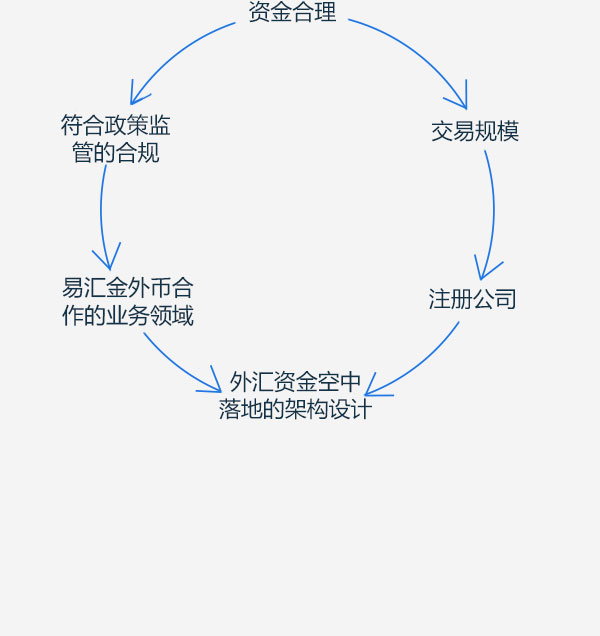 资金合理
符合政策监
管的合规
交易规模
易汇金外币合
作的业务领域
注册公司
外汇资金空中
落地的架构设计